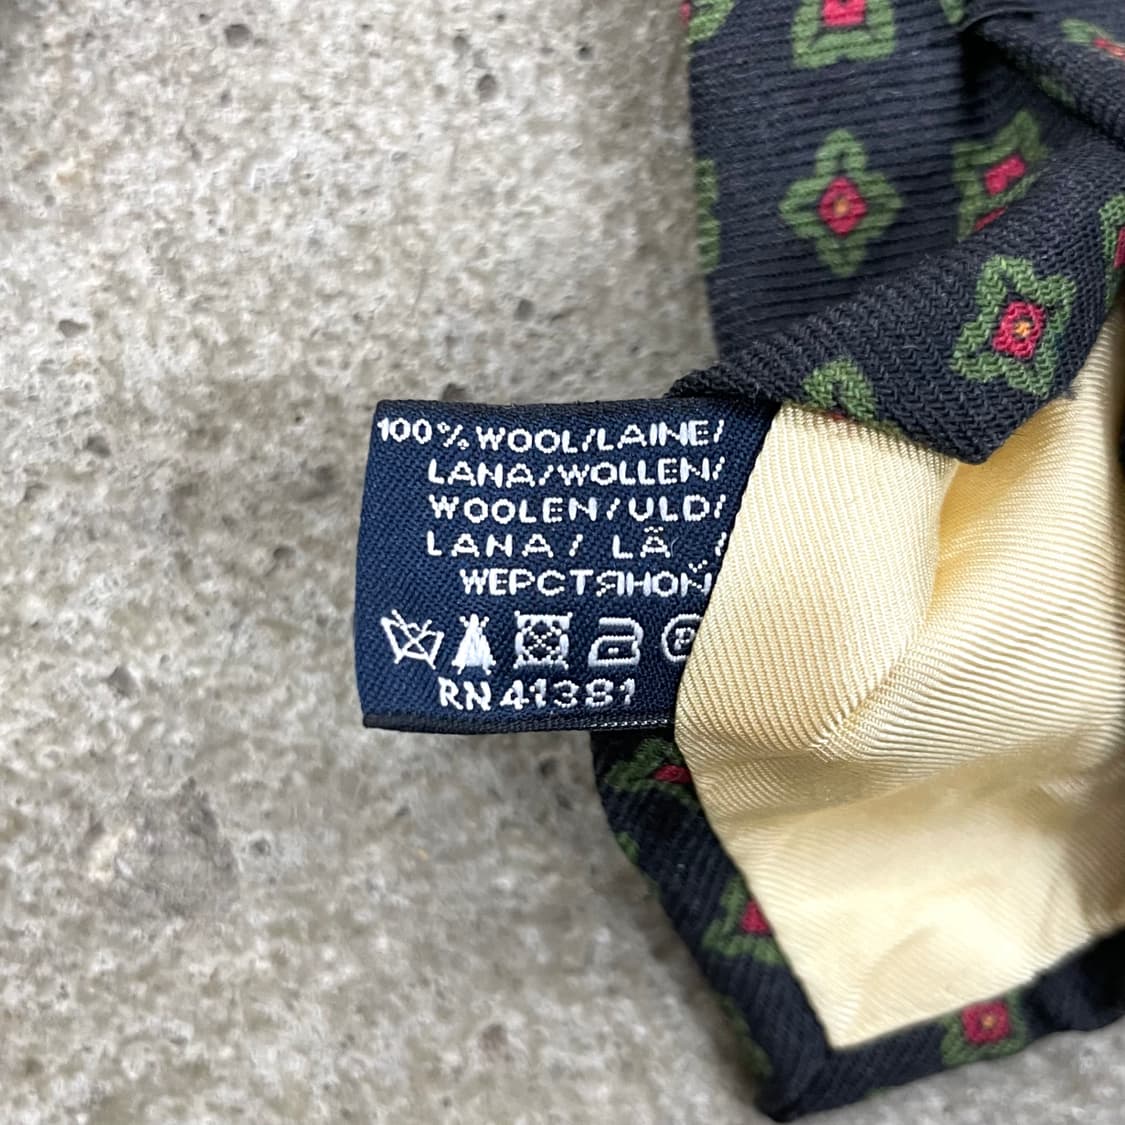 100% WOOL/LAINE/
LANA/WOLLEN/
WOOLEN/ULD/
LANA/ LÃ /
ШЕРСТЯНОЙ
P
RN 41381